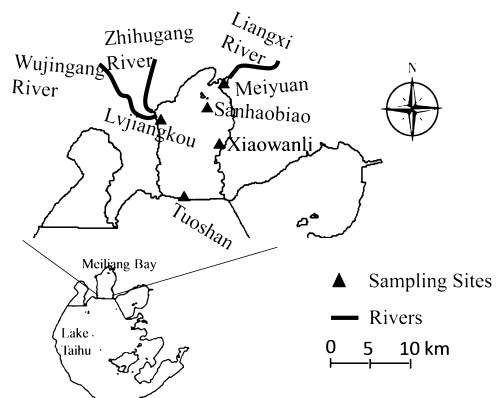 Liangxi
River
Zhihugang
River
Wujingang
River
N
Meiyuan
Sanhaobiao
Lvjiangkou
Xiaowanli
Tuoshan
Meiliang Bay
Lake
Taihu
Sampling Sites
Rivers
0 5 10 km